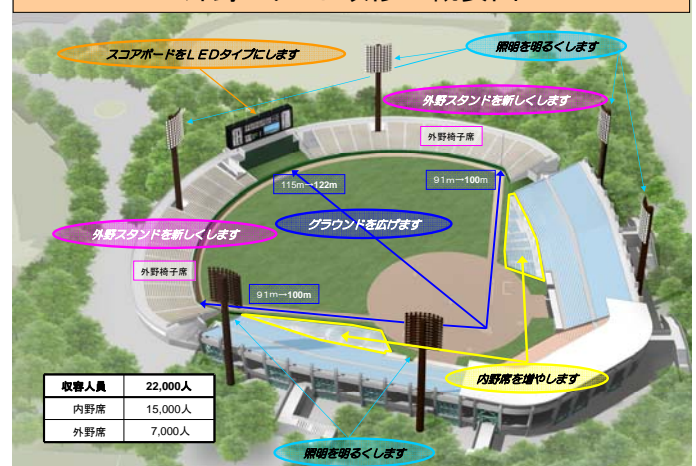 スコアボードをLEDタイプにします
照明を明るくします
外野スタンドを新しくします
外野椅子席
115m→122m
91m→100m
グラウンドを広げます
外野スタンドを新しくします
外野椅子席
91m→100m
内野席を増やします
収容人員 22,000人
内野席 15,000人
外野席 7,000人
照明を明るくします